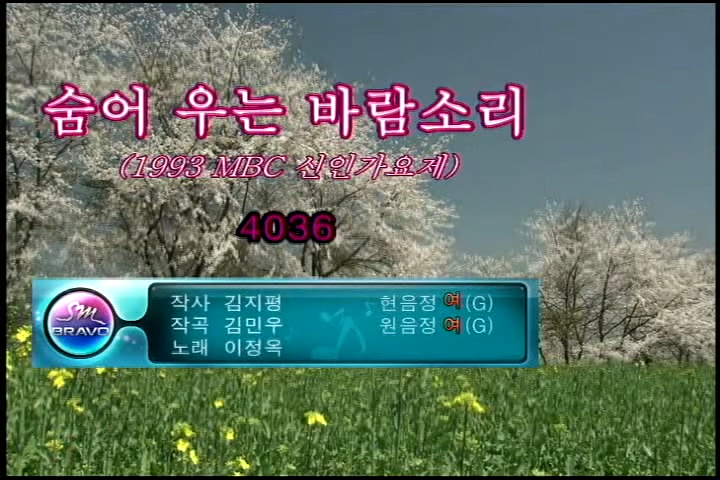 숨어 우는 바람소리
(1993 MBC 신인가요제)
4036
SM
BRAVO
작사 김지평 현음정 여(G)
작곡 김민우 원음정 여(G)
노래 이정옥